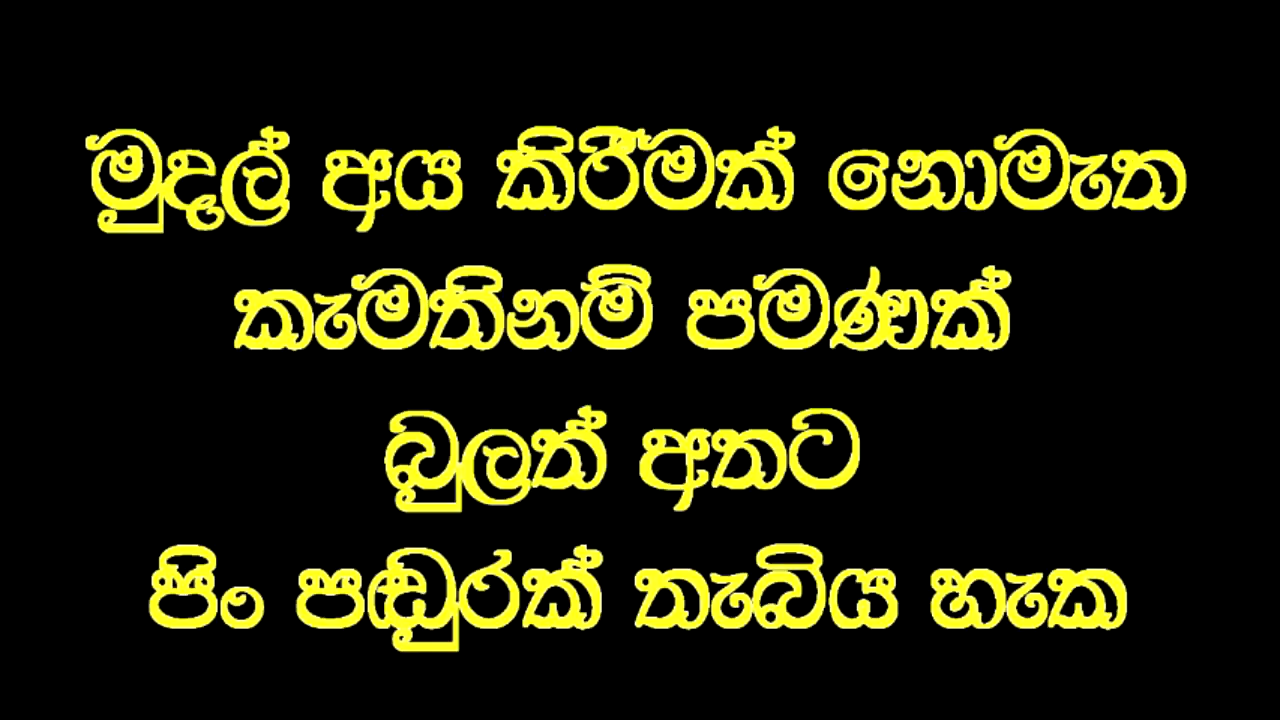 මුදල් අය කිරීමක් නොමැත
කැමතිනම් පමණක්
බුලත් අතට
පිං පඬුරක් තැබිය හැක